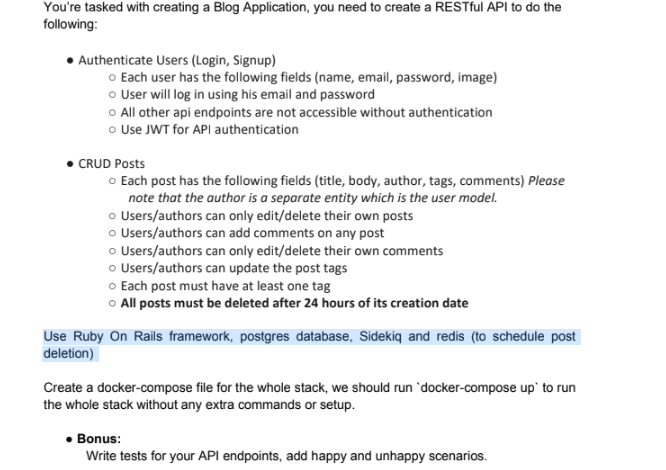 You're tasked with creating a Blog Application, you need to create a RESTful API to do the
following:
● Authenticate Users (Login, Signup)
○ Each user has the following fields (name, email, password, image)
○ User will log in using his email and password
○ All other api endpoints are not accessible without authentication
○ Use JWT for API authentication
● CRUD Posts
○ Each post has the following fields (title, body, author, tags, comments) Please
note that the author is a separate entity which is the user model.
○ Users/authors can only edit/delete their own posts
○ Users/authors can add comments on any post
○ Users/authors can only edit/delete their own comments
○ Users/authors can update the post tags
○ Each post must have at least one tag
○ All posts must be deleted after 24 hours of its creation date
Use Ruby On Rails framework, postgres database, Sidekiq and redis (to schedule post
deletion)
Create a docker-compose file for the whole stack, we should run `docker-compose up` to run
the whole stack without any extra commands or setup.
● Bonus:
Write tests for your API endpoints, add happy and unhappy scenarios.